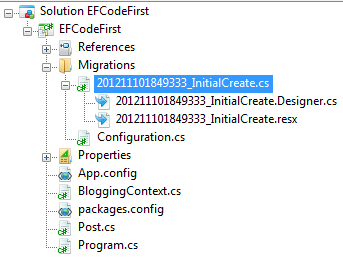 Solution EFCodeFirst
EFCodeFirst
References
Migrations
201211101849333_InitialCreate.cs
201211101849333_InitialCreate.Designer.cs
201211101849333_InitialCreate.resx
Configuration.cs
Properties
App.config
BloggingContext.cs
packages.config
Post.cs
Program.cs